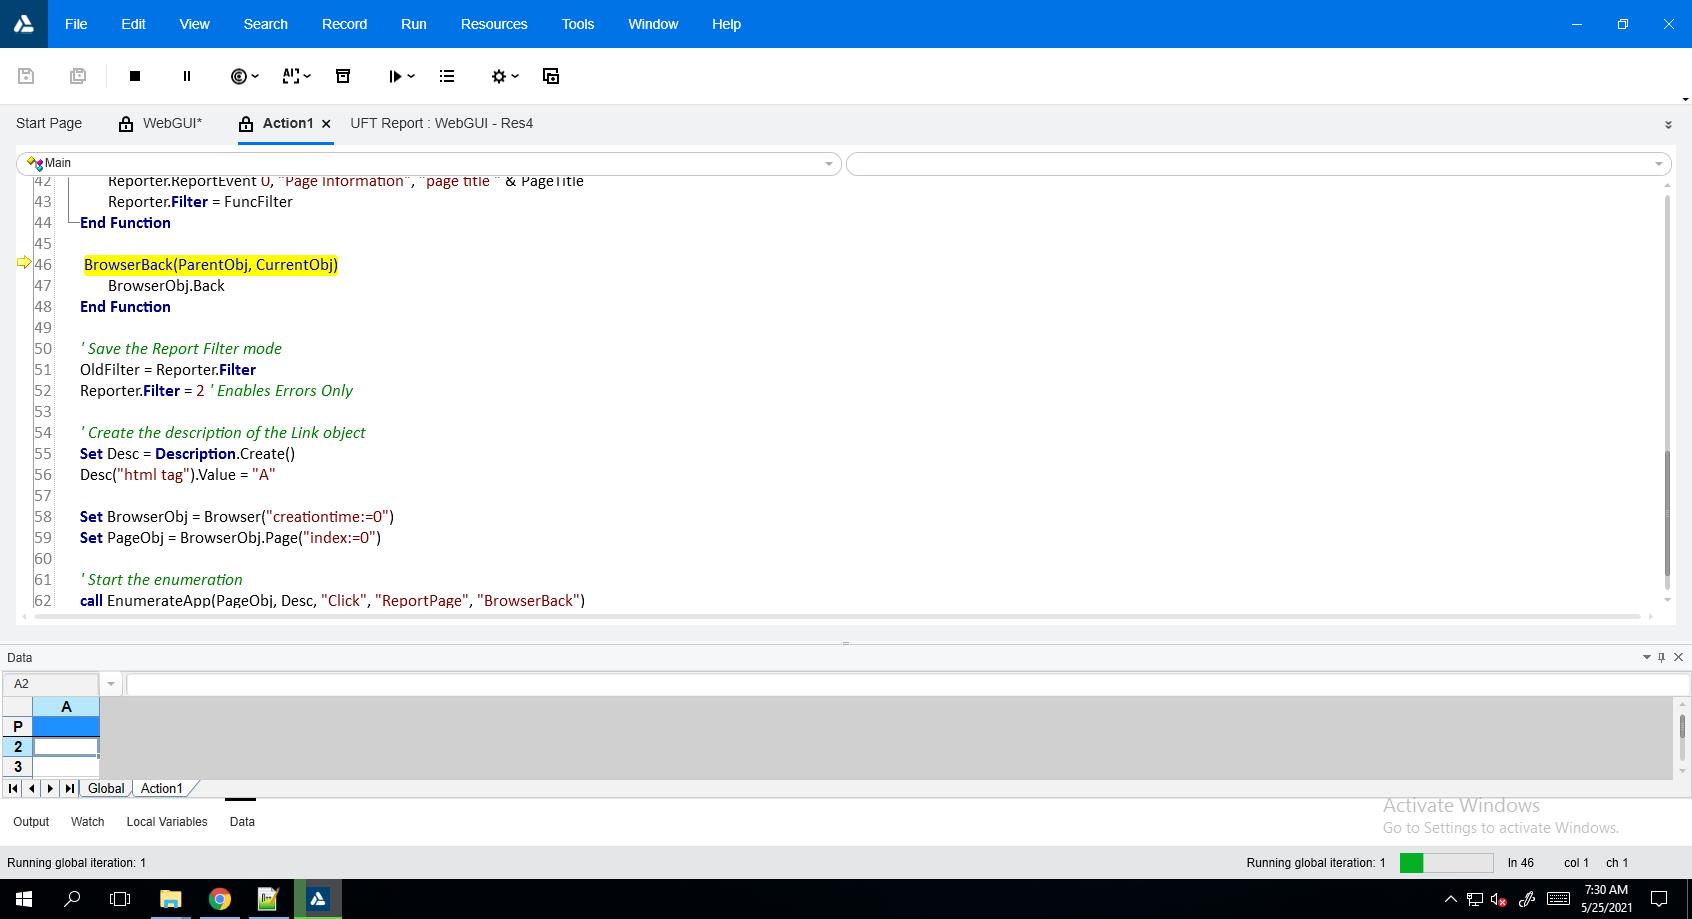 File Edit View Search Record Run Resources Tools Window Help
AI
Start Page WebGUI* Action1 UFT Report : WebGUI - Res4
Main
42 Reporter.ReportEvent 0, "Page Information", "page title " & PageTitle
43 Reporter.Filter = FuncFilter
44 End Function
45
46 BrowserBack(ParentObj, CurrentObj)
47 BrowserObj.Back
48 End Function
49
50 ' Save the Report Filter mode
51 OldFilter = Reporter.Filter
52 Reporter.Filter = 2 ' Enables Errors Only
53
54 ' Create the description of the Link object
55 Set Desc = Description.Create()
56 Desc("html tag").Value = "A"
57
58 Set BrowserObj = Browser("creationtime:=0")
59 Set PageObj = BrowserObj.Page("index:=0")
60
61 ' Start the enumeration
62 call EnumerateApp(PageObj, Desc, "Click", "ReportPage", "BrowserBack")
Data
A2
A
P
2
3
Global Action1
Activate Windows
Go to Settings to activate Windows.
Output Watch Local Variables Data
Running global iteration: 1 Running global iteration: 1 ln 46 col 1 ch 1
7:30 AM
5/25/2021